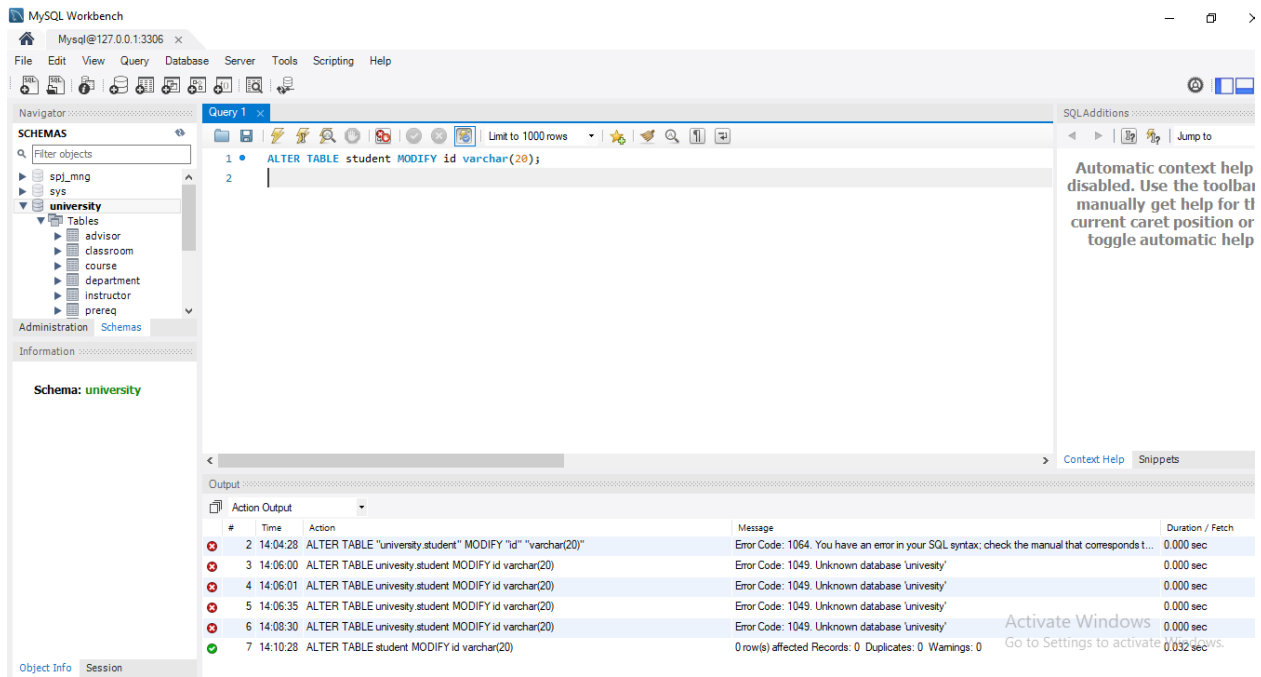 MySQL Workbench
Mysql@127.0.0.1:3306 ×
File Edit View Query Database Server Tools Scripting Help
Navigator
SCHEMAS
Filter objects
spj_mng
sys
university
Tables
advisor
classroom
course
department
instructor
prereq
Administration Schemas
Information
Schema: university
Object Info Session
Query 1 ×
Limit to 1000 rows
1 ALTER TABLE student MODIFY id varchar(20);
2
SQLAdditions
Jump to
Automatic context help
disabled. Use the toolbar
manually get help for th
current caret position or
toggle automatic help
Context Help Snippets
Output
Action Output
# Time Action Message Duration / Fetch
2 14:04:28 ALTER TABLE "university.student" MODIFY "id" "varchar(20)" Error Code: 1064. You have an error in your SQL syntax; check the manual that corresponds t... 0.000 sec
3 14:06:00 ALTER TABLE univesity.student MODIFY id varchar(20) Error Code: 1049. Unknown database 'univesity' 0.000 sec
4 14:06:01 ALTER TABLE univesity.student MODIFY id varchar(20) Error Code: 1049. Unknown database 'univesity' 0.000 sec
5 14:06:35 ALTER TABLE univesity.student MODIFY id varchar(20) Error Code: 1049. Unknown database 'univesity' 0.000 sec
6 14:08:30 ALTER TABLE univesity.student MODIFY id varchar(20) Error Code: 1049. Unknown database 'univesity' 0.000 sec
7 14:10:28 ALTER TABLE student MODIFY id varchar(20) 0 row(s) affected Records: 0 Duplicates: 0 Warnings: 0 0.032 sec
Activate Windows
Go to Settings to activate Windows.